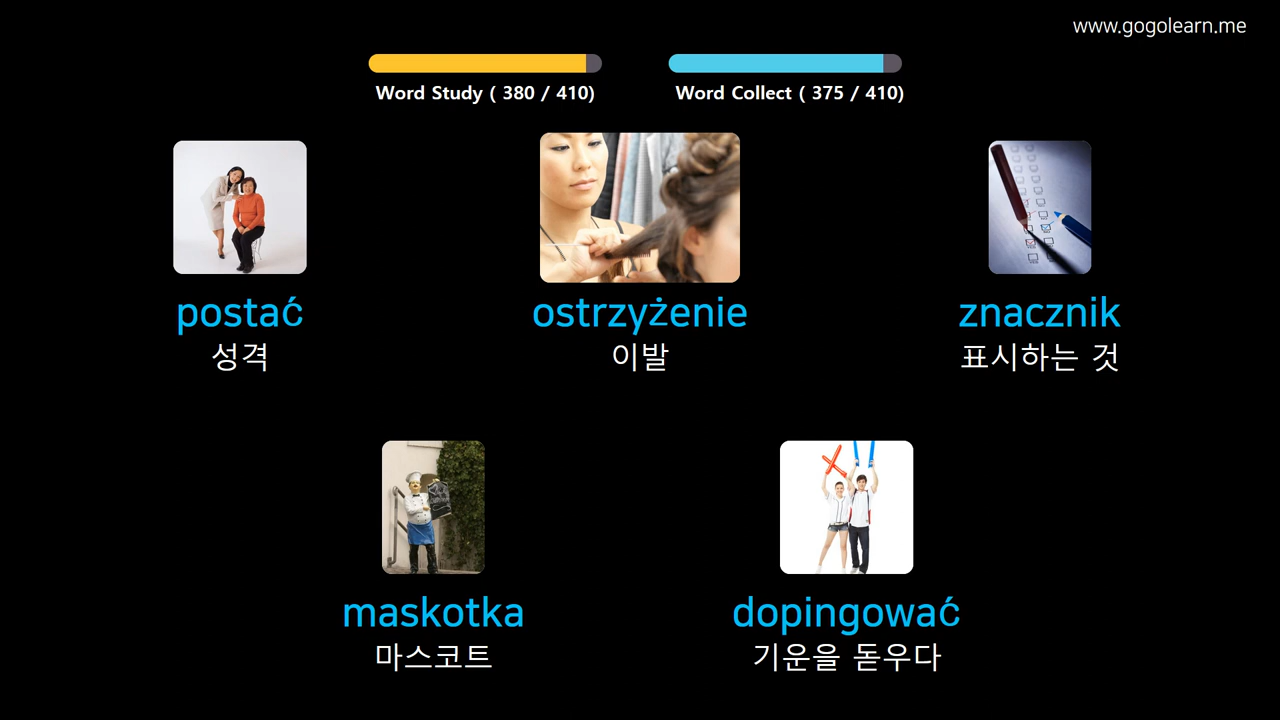 www.gogolearn.me
Word Study ( 380 / 410)
Word Collect ( 375 / 410)
postać
성격
ostrzyżenie
이발
znacznik
표시하는 것
maskotka
마스코트
dopingować
기운을 돋우다